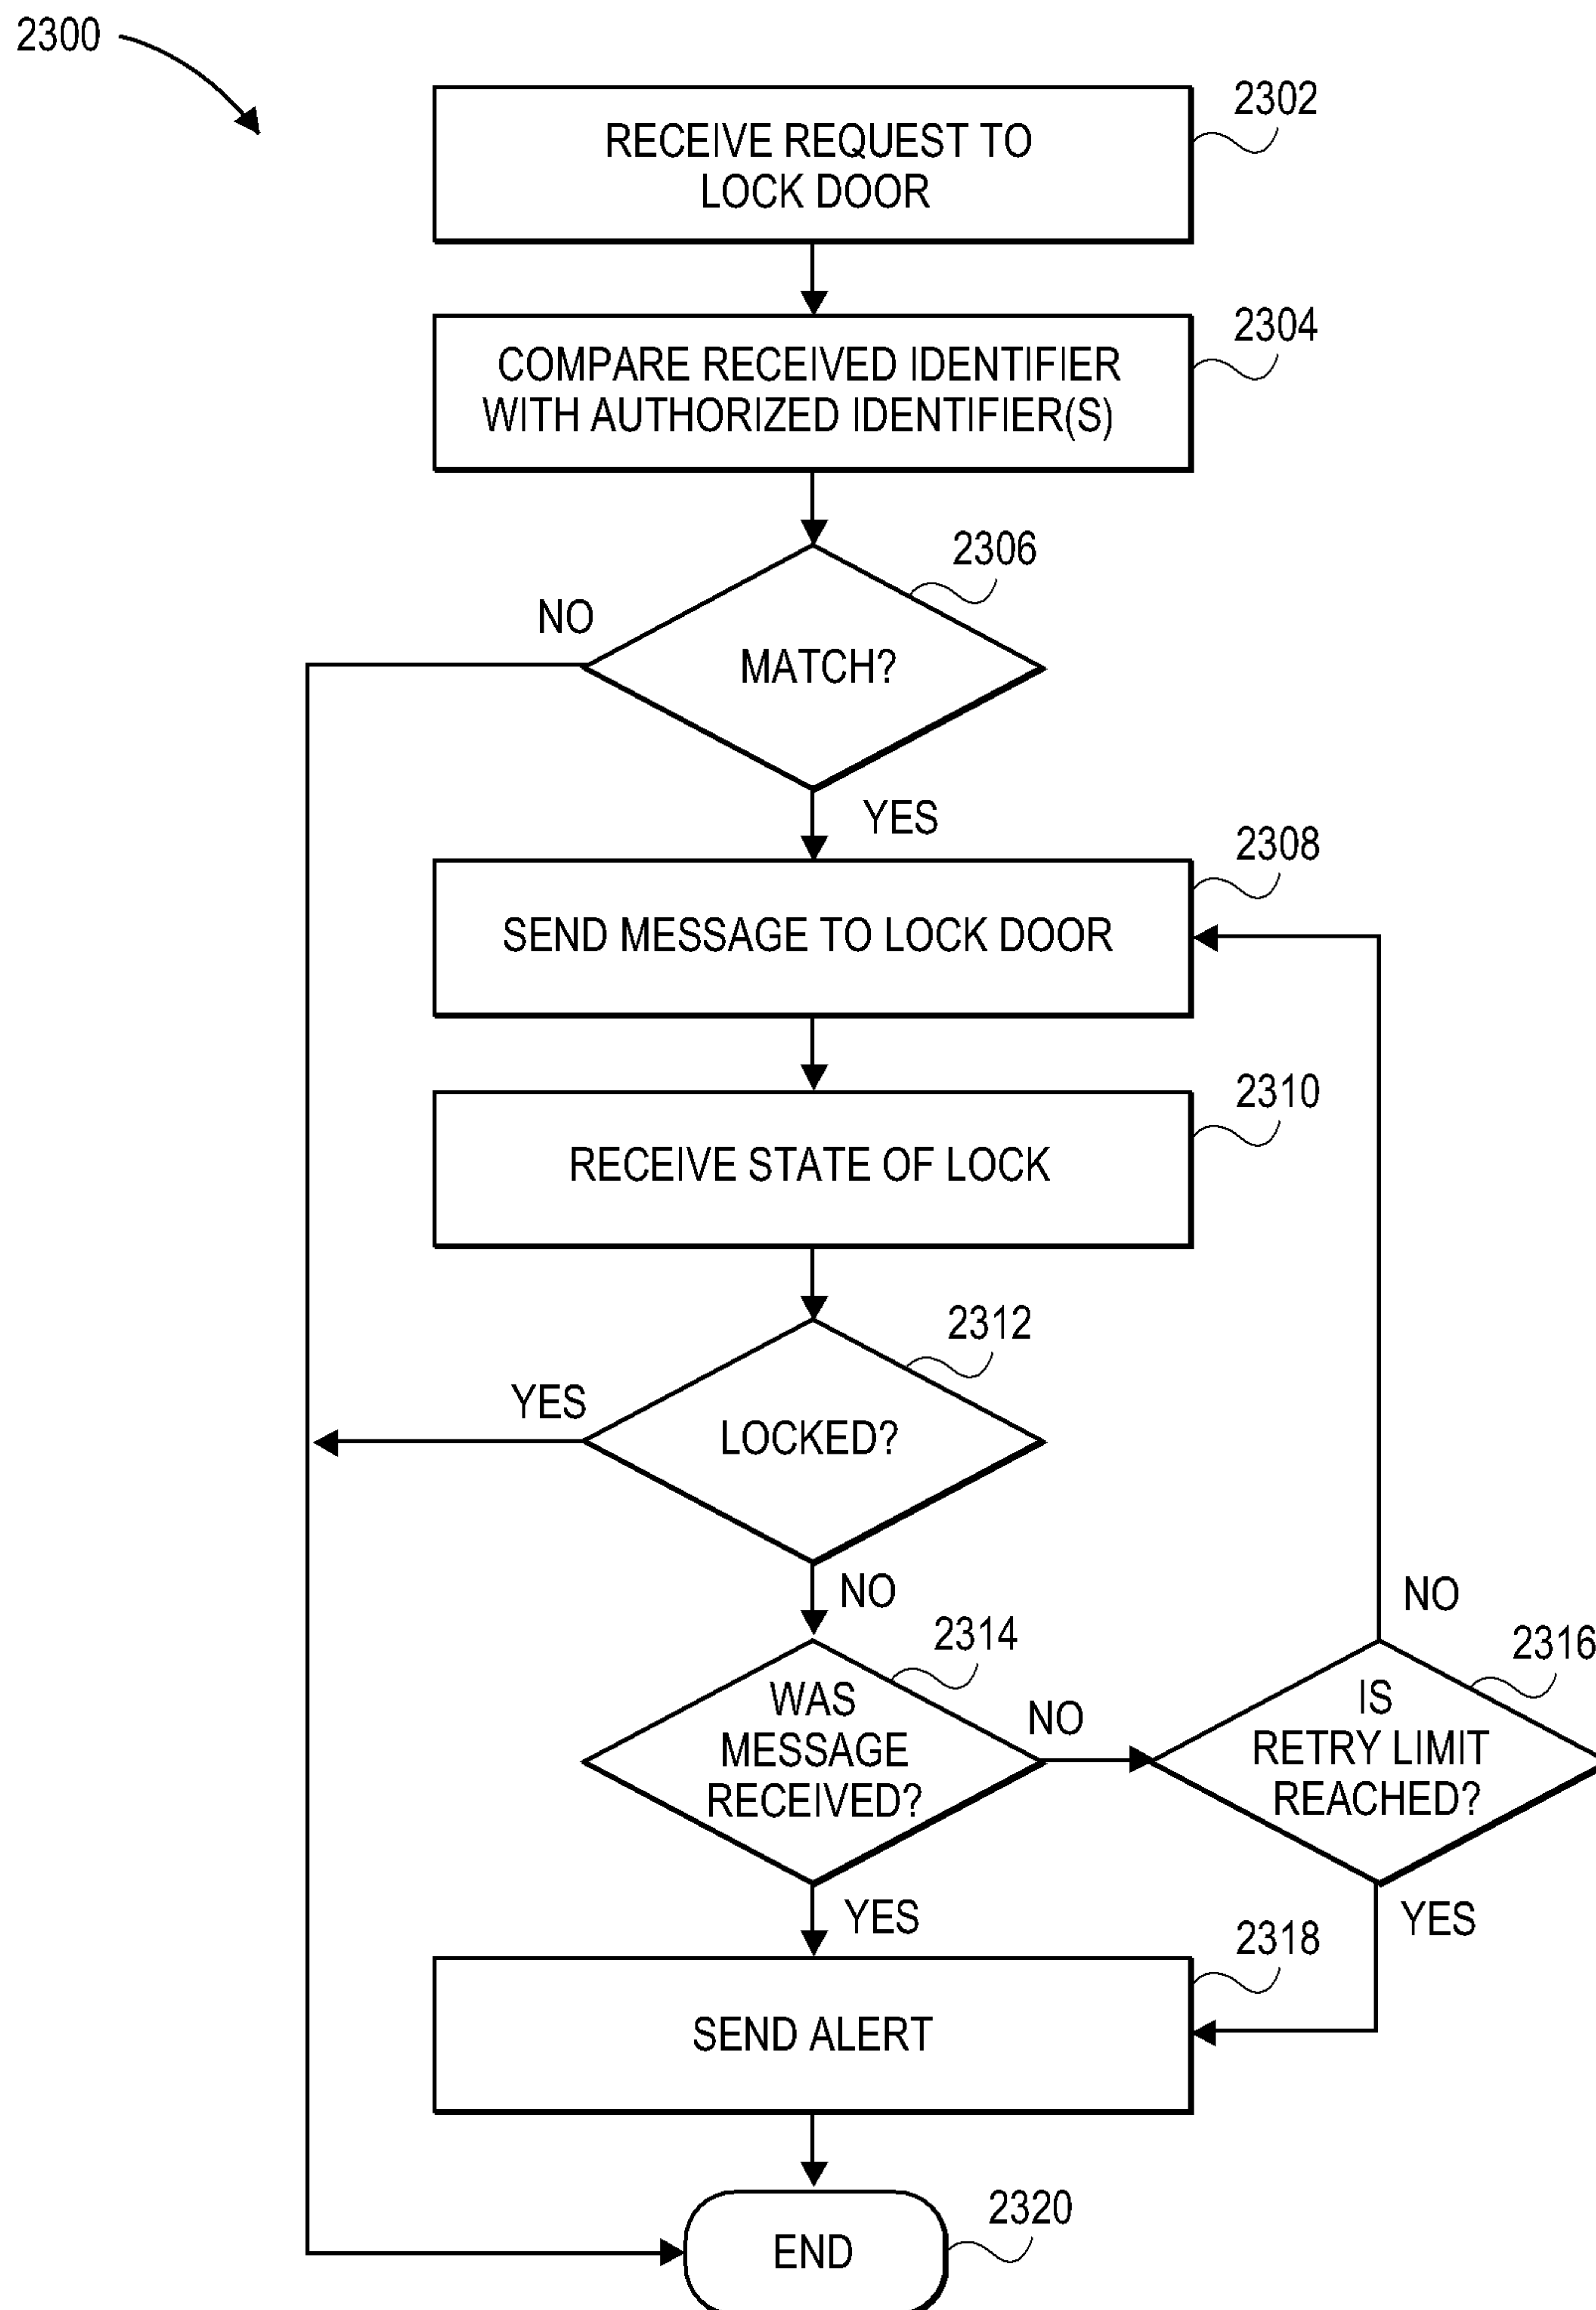 2300
2302
RECEIVE REQUEST TO
LOCK DOOR
2304
COMPARE RECEIVED IDENTIFIER
WITH AUTHORIZED IDENTIFIER(S)
2306
NO
MATCH?
YES
2308
SEND MESSAGE TO LOCK DOOR
2310
RECEIVE STATE OF LOCK
2312
YES
LOCKED?
NO
2314
WAS
MESSAGE
RECEIVED?
NO
NO
2316
IS
RETRY LIMIT
REACHED?
YES
YES
2318
SEND ALERT
2320
END